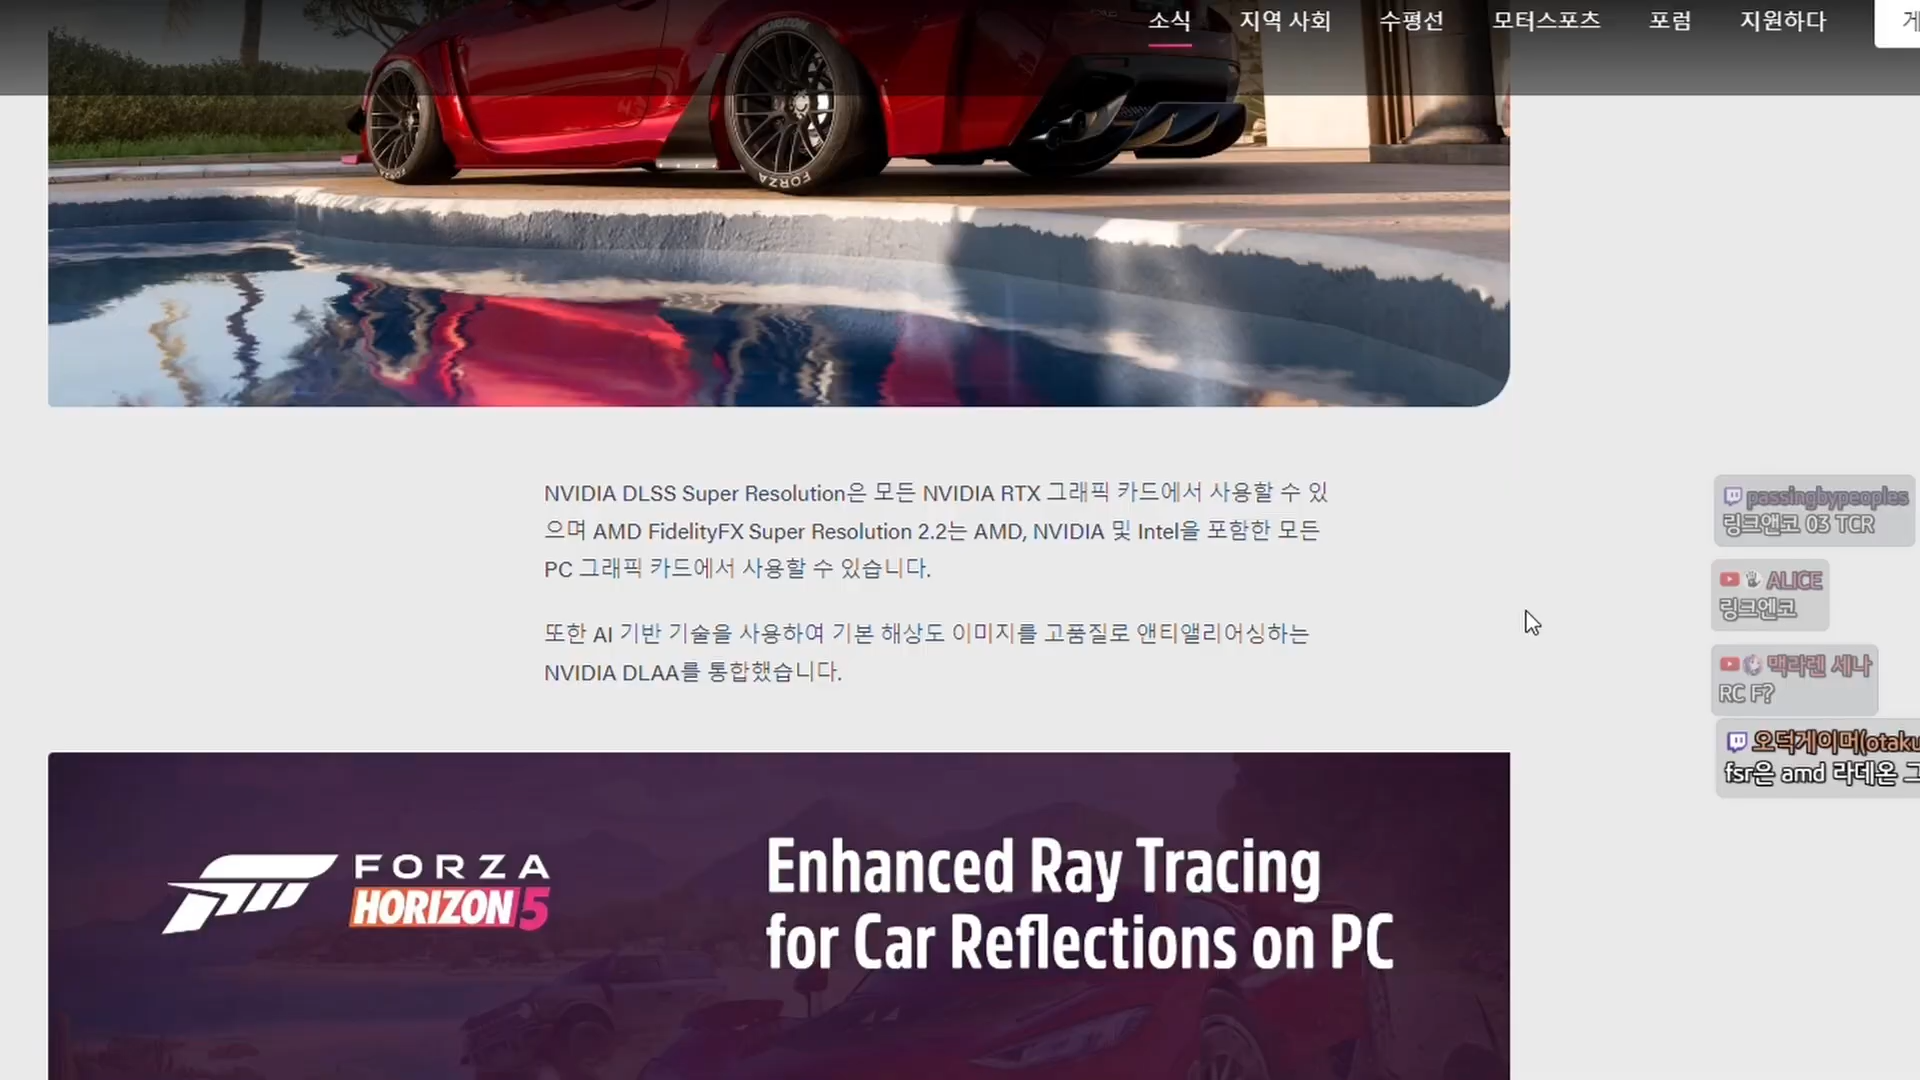 소식 지역 사회 수평선 모터스포츠 포럼 지원하다 게
HORIZON
FORZA
NVIDIA DLSS Super Resolution은 모든 NVIDIA RTX 그래픽 카드에서 사용할 수 있
으며 AMD FidelityFX Super Resolution 2.2는 AMD, NVIDIA 및 Intel을 포함한 모든
PC 그래픽 카드에서 사용할 수 있습니다.
또한 AI 기반 기술을 사용하여 기본 해상도 이미지를 고품질로 앤티앨리어싱하는
NVIDIA DLAA를 통합했습니다.
passingbypeoples
링크앤코 03 TCR
ALICE
링크엔코
맥라렌 세나
RC F?
오덕게이머(otaku
fsr은 amd 라데온 그
FORZA
HORIZON 5
Enhanced Ray Tracing
for Car Reflections on PC